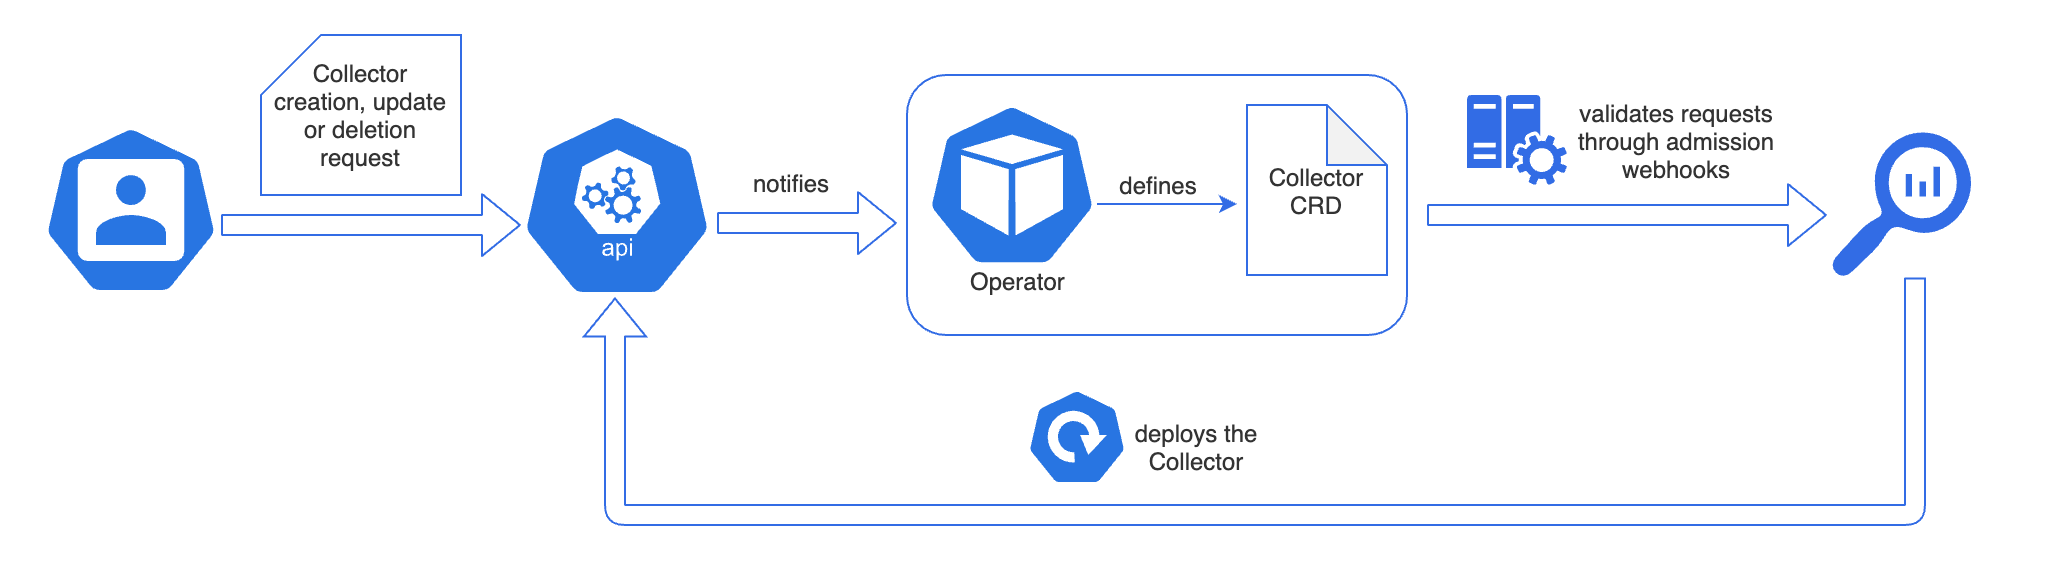 Collector
creation, update
or deletion
request
api
notifies
Operator
defines
Collector
CRD
validates requests
through admission
webhooks
deploys the
Collector